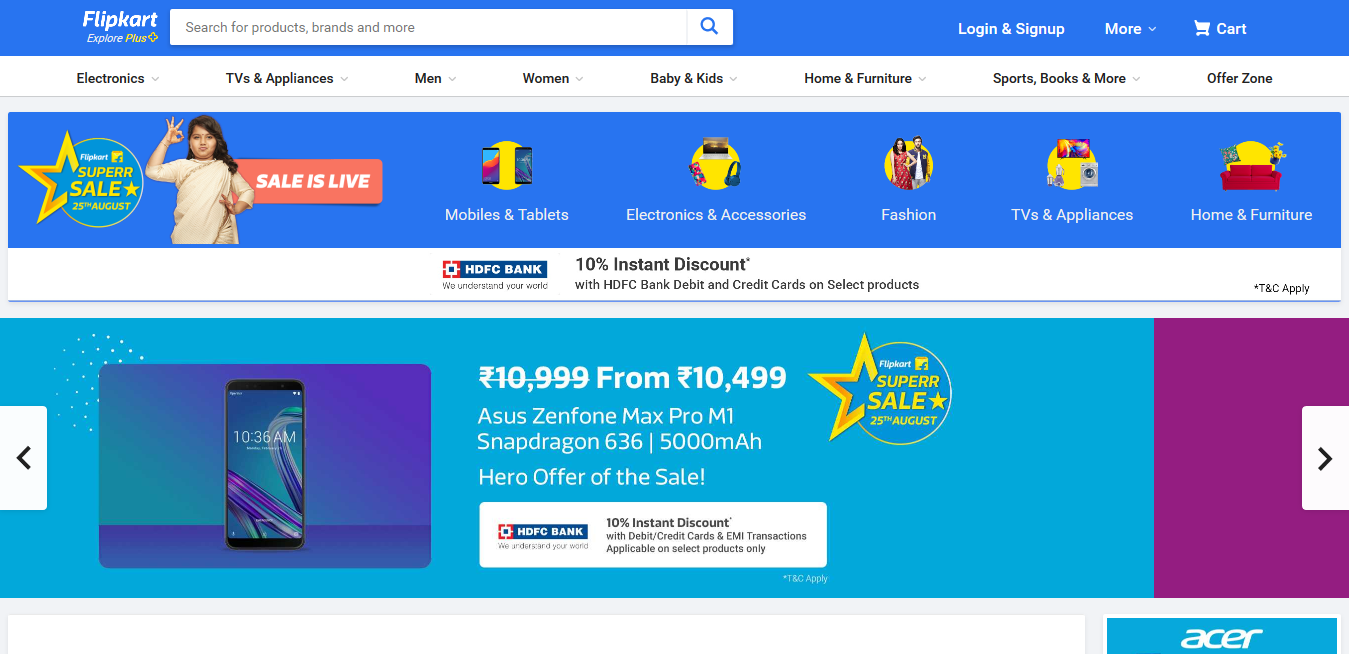 Flipkart
Explore Plus
Search for products, brands and more
Login & Signup
More
Cart
Electronics
TVs & Appliances
Men
Women
Baby & Kids
Home & Furniture
Sports, Books & More
Offer Zone
Flipkart
SUPERR
SALE
25TH AUGUST
SALE IS LIVE
Mobiles & Tablets
Electronics & Accessories
Fashion
TVs & Appliances
Home & Furniture
HDFC BANK
We understand your world
10% Instant Discount*
with HDFC Bank Debit and Credit Cards on Select products
*T&C Apply
10:36 AM
₹10,999 From ₹10,499
Asus Zenfone Max Pro M1
Snapdragon 636 | 5000mAh
Hero Offer of the Sale!
Flipkart
SUPERR
SALE
25TH AUGUST
HDFC BANK
We understand your world
10% Instant Discount*
with Debit/Credit Cards & EMI Transactions
Applicable on select products only
*T&C Apply
acer